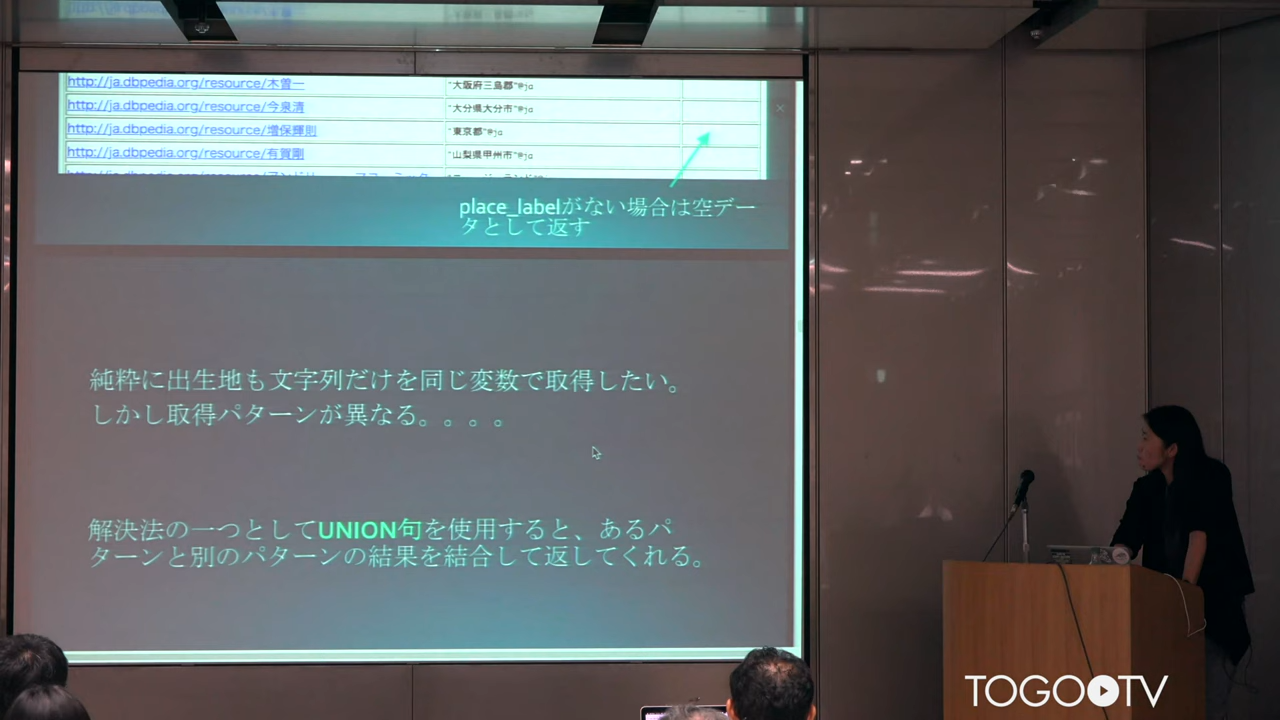 http://ja.dbpedia.org/resource/木曽一 "大阪府三島郡"@ja
http://ja.dbpedia.org/resource/今泉清 "大分県大分市"@ja
http://ja.dbpedia.org/resource/増保輝則 "東京都"@ja
http://ja.dbpedia.org/resource/有賀剛 "山梨県甲州市"@ja
place_labelがない場合は空デー
タとして返す
純粋に出生地も文字列だけを同じ変数で取得したい。
しかし取得パターンが異なる。。。。
解決法の一つとしてUNION句を使用すると、あるパ
ターンと別のパターンの結果を結合して返してくれる。
TOGOTV